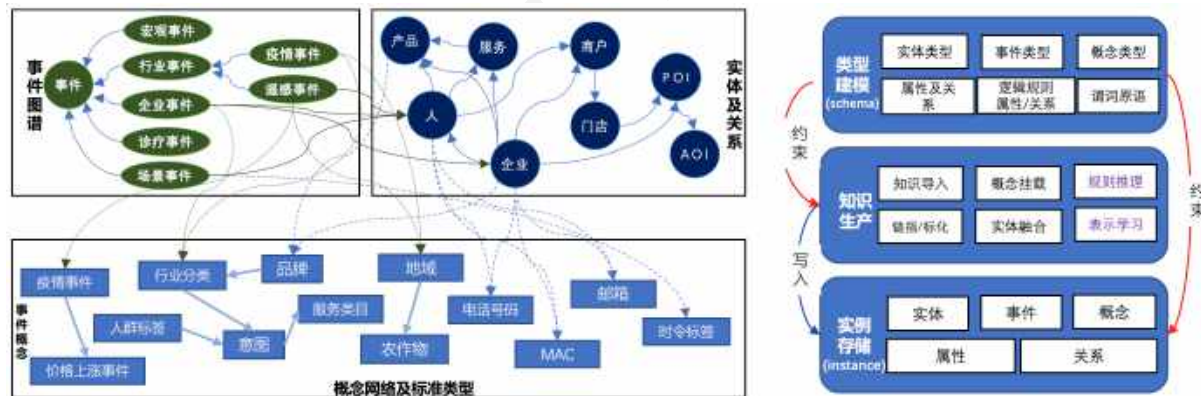 事件图谱
事件
宏观事件
行业事件
企业事件
诊疗事件
场景事件
疫情事件
温感事件
产品
服务
商户
人
企业
门店
POI
AOI
实体及关系
事件概念
疫情事件
行业分类
品牌
地域
人群标签
意图
服务类目
价格上涨事件
农作物
电话号码
MAC
邮箱
时令标签
概念网络及标准类型
类型建模
(schema)
实体类型
事件类型
概念类型
属性及关系
逻辑规则
属性/关系
谓词原语
约束
知识生产
知识导入
概念挂载
规则推理
链指/标化
实体融合
表示学习
写入
约束
实例存储
(instance)
实体
事件
概念
属性
关系